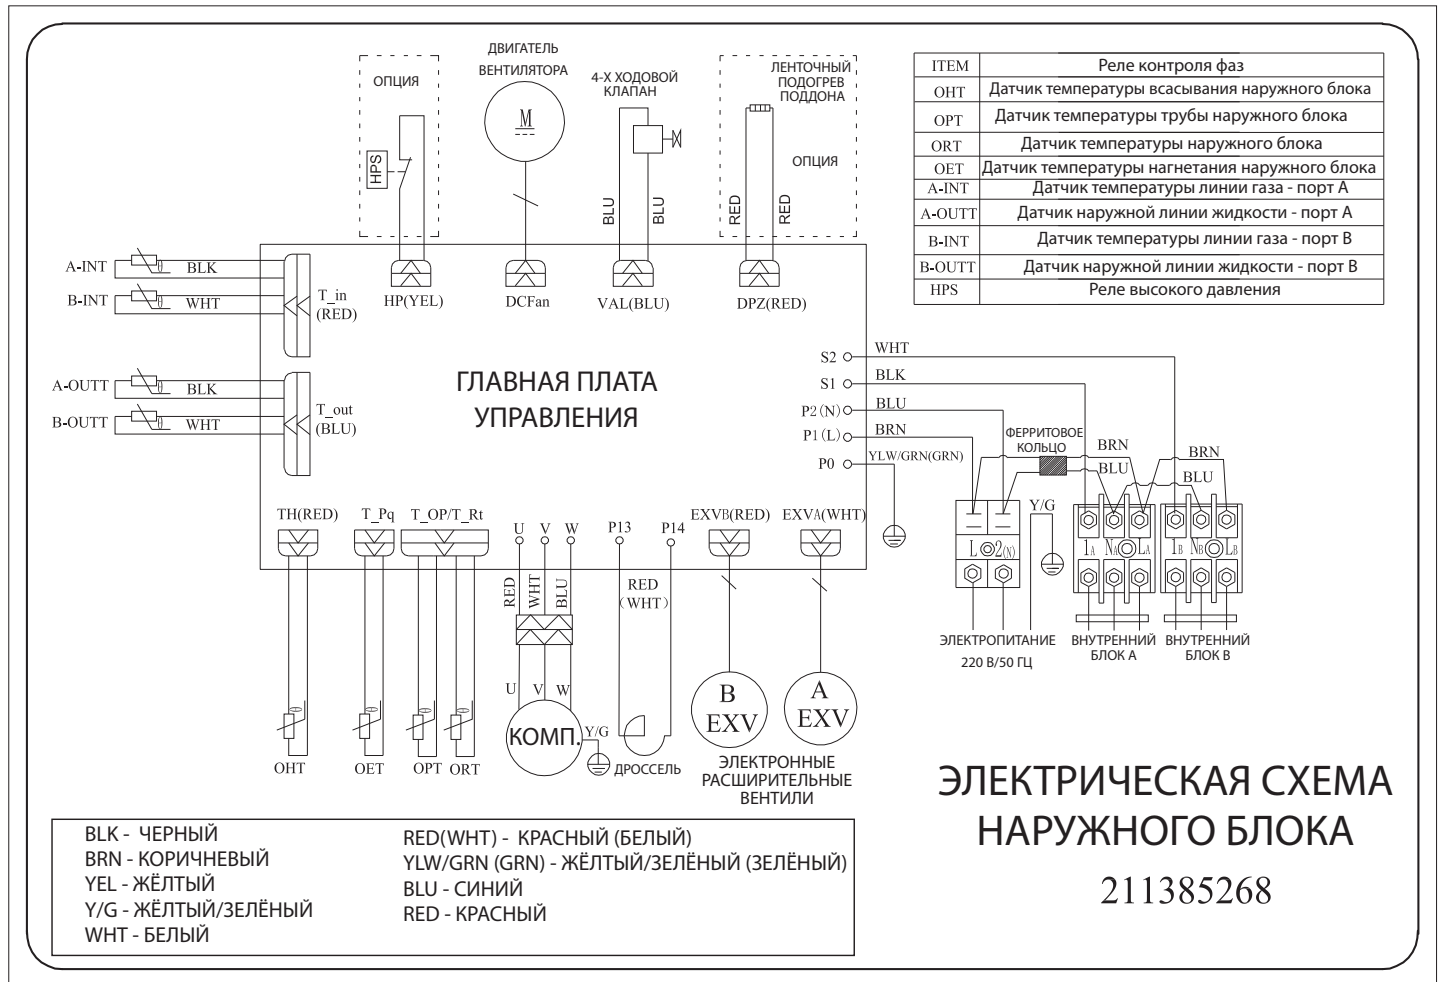 ОПЦИЯ
HPS
ДВИГАТЕЛЬ
ВЕНТИЛЯТОРА
M
4-Х ХОДОВОЙ
КЛАПАН
BLU
BLU
ЛЕНТОЧНЫЙ
ПОДОГРЕВ
ПОДДОНА
ОПЦИЯ
RED
RED
ITEM Реле контроля фаз
OHT Датчик температуры всасывания наружного блока
OPT Датчик температуры трубы наружного блока
ORT Датчик температуры наружного блока
OET Датчик температуры нагнетания наружного блока
A-INT Датчик температуры линии газа - порт А
A-OUTT Датчик наружной линии жидкости - порт А
B-INT Датчик температуры линии газа - порт В
B-OUTT Датчик наружной линии жидкости - порт В
HPS Реле высокого давления
HP(YEL)
DCFan
VAL(BLU)
DPZ(RED)
A-INT
BLK
B-INT
WHT
T_in
(RED)
A-OUTT
BLK
B-OUTT
WHT
T_out
(BLU)
ГЛАВНАЯ ПЛАТА
УПРАВЛЕНИЯ
S2 WHT
S1 BLK
P2(N) BLU
P1(L) BRN
P0 YLW/GRN(GRN)
ФЕРРИТОВОЕ
КОЛЬЦО
BRN
BLU
BRN
BLU
Y/G
L 2(N)
1A NA LA
1B NB LB
ЭЛЕКТРОПИТАНИЕ
220 В/50 ГЦ
ВНУТРЕННИЙ
БЛОК А
ВНУТРЕННИЙ
БЛОК В
TH(RED)
T_Pq
T_OP/T_Rt
U
V
W
P13
P14
EXVB(RED)
EXVA(WHT)
RED
WHT
BLU
RED
(WHT)
U
V
W
КОМП.
Y/G
ДРОССЕЛЬ
B
EXV
A
EXV
ЭЛЕКТРОННЫЕ
РАСШИРИТЕЛЬНЫЕ
ВЕНТИЛИ
OHT
OET
OPT
ORT
BLK - ЧЕРНЫЙ
BRN - КОРИЧНЕВЫЙ
YEL - ЖЁЛТЫЙ
Y/G - ЖЁЛТЫЙ/ЗЕЛЁНЫЙ
WHT - БЕЛЫЙ
RED(WHT) - КРАСНЫЙ (БЕЛЫЙ)
YLW/GRN (GRN) - ЖЁЛТЫЙ/ЗЕЛЁНЫЙ (ЗЕЛЁНЫЙ)
BLU - СИНИЙ
RED - КРАСНЫЙ
ЭЛЕКТРИЧЕСКАЯ СХЕМА
НАРУЖНОГО БЛОКА
211385268